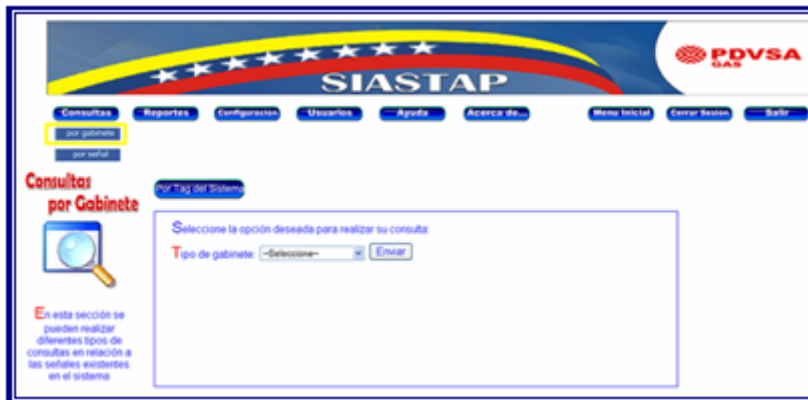 SIASTAP
PDVSA
GAS
Consultas Reportes Configuración Usuarios Ayuda Acerca de... Menu Inicial Cerrar Sesión Salir
por gabinete
por señal
Consultas
por Gabinete
Por Tag del Sistema
Seleccione la opción deseada para realizar su consulta:
Tipo de gabinete: ~Seleccione~ Enviar
En esta sección se
pueden realizar
diferentes tipos de
consultas en relación a
las señales existentes
en el sistema